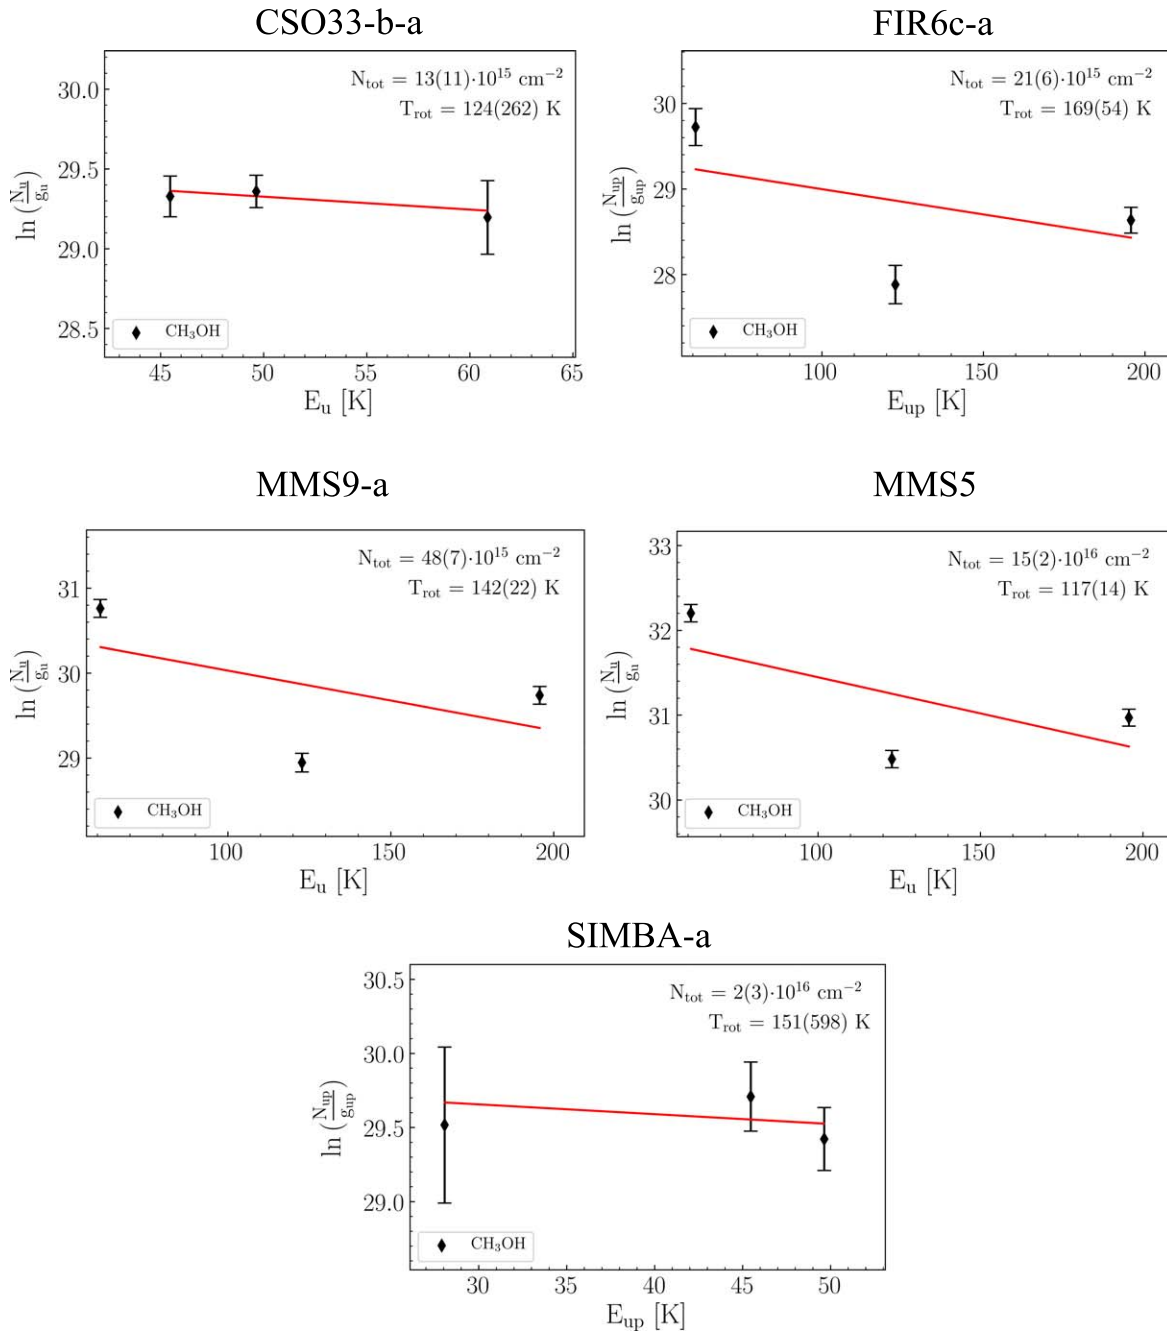 CSO33-b-a
N_tot = 13(11)·10^15 cm^−2
T_rot = 124(262) K
30.0
29.5
29.0
28.5
ln (N_u/g_u)
CH₃OH
45 50 55 60 65
E_u [K]
FIR6c-a
N_tot = 21(6)·10^15 cm^−2
T_rot = 169(54) K
30
29
28
ln (N_up/g_up)
CH₃OH
100 150 200
E_up [K]
MMS9-a
N_tot = 48(7)·10^15 cm^−2
T_rot = 142(22) K
31
30
29
ln (N_u/g_u)
CH₃OH
100 150 200
E_u [K]
MMS5
N_tot = 15(2)·10^16 cm^−2
T_rot = 117(14) K
33
32
31
30
ln (N_u/g_u)
CH₃OH
100 150 200
E_u [K]
SIMBA-a
N_tot = 2(3)·10^16 cm^−2
T_rot = 151(598) K
30.5
30.0
29.5
29.0
ln (N_up/g_up)
CH₃OH
30 35 40 45 50
E_up [K]